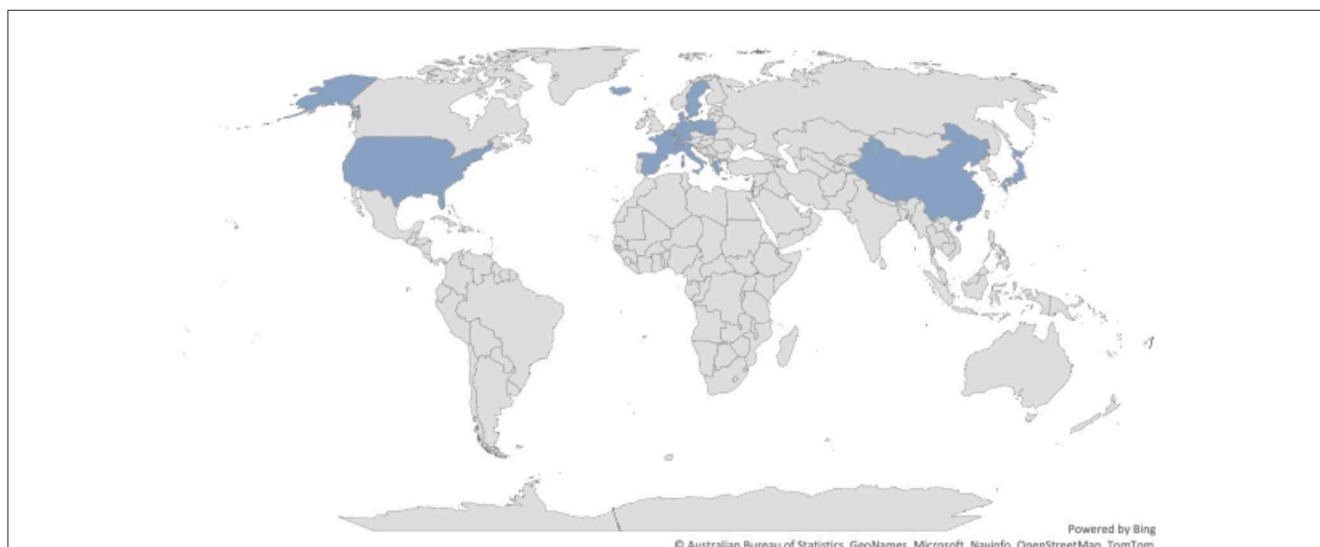 Powered by Bing
© Australian Bureau of Statistics, GeoNames, Microsoft, Navinfo, OpenStreetMap, TomTom